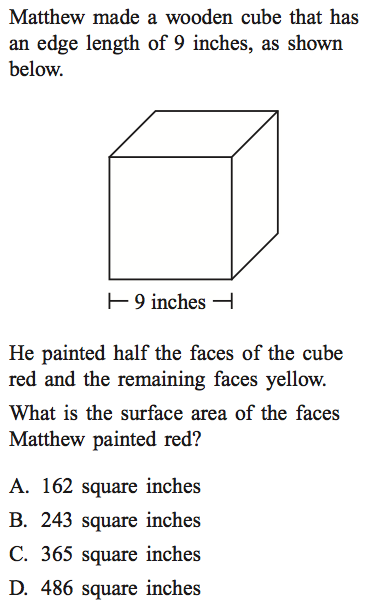 Matthew made a wooden cube that has
an edge length of 9 inches, as shown
below.
9 inches
He painted half the faces of the cube
red and the remaining faces yellow.
What is the surface area of the faces
Matthew painted red?
A. 162 square inches
B. 243 square inches
C. 365 square inches
D. 486 square inches